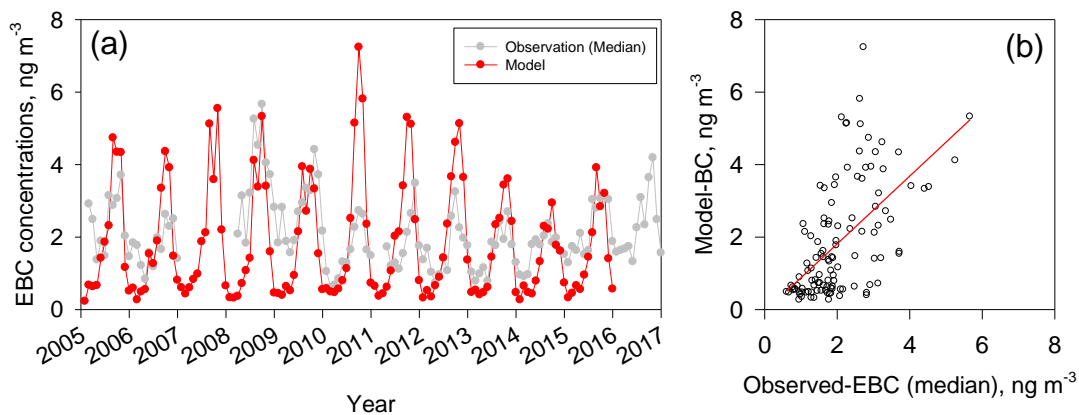 (a)
Observation (Median)
Model
EBC concentrations, ng m-3
8
6
4
2
0
2005 2006 2007 2008 2009 2010 2011 2012 2013 2014 2015 2016 2017
Year
(b)
Model-BC, ng m-3
8
6
4
2
0
0 2 4 6 8
Observed-EBC (median), ng m-3